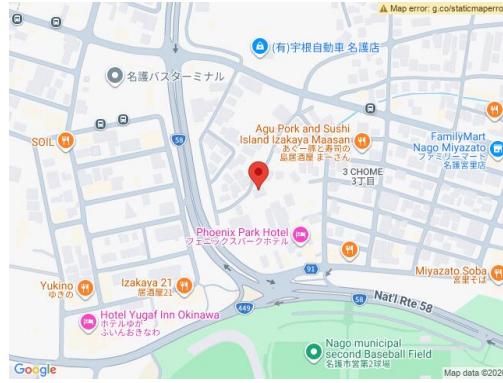 Map error: g.co/staticmaperro
(有)宇根自動車 名護店
名護バスターミナル
58
SOIL
Agu Pork and Sushi
Island Izakaya Maasan
あぐー豚と寿司の
島居酒屋 まーさん
FamilyMart
Nago Miyazato
ファミリーマート
名護宮里店
3 CHOME
3丁目
Phoenix Park Hotel
フェニックスパークホテル
91
Miyazato Soba
宮里そば
Yukino
ゆきの
Izakaya 21
居酒屋21
58
Nat'l Rte 58
449
Hotel Yugaf Inn Okinawa
ホテルゆが
ふいんおきなわ
Nago municipal
second Baseball Field
名護市営第2球場
Google
Map data ©202